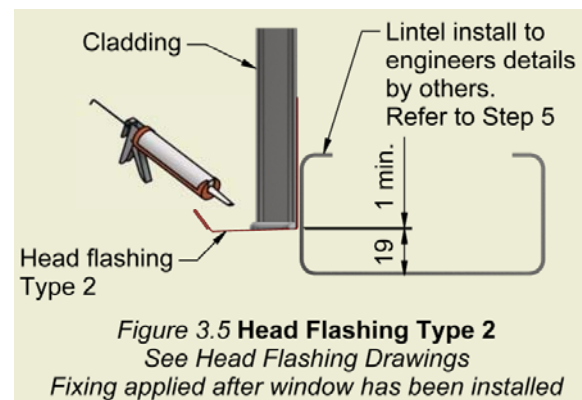 Cladding
Lintel install to
engineers details
by others.
Refer to Step 5
1 min.
19
Head flashing
Type 2
Figure 3.5 Head Flashing Type 2
See Head Flashing Drawings
Fixing applied after window has been installed